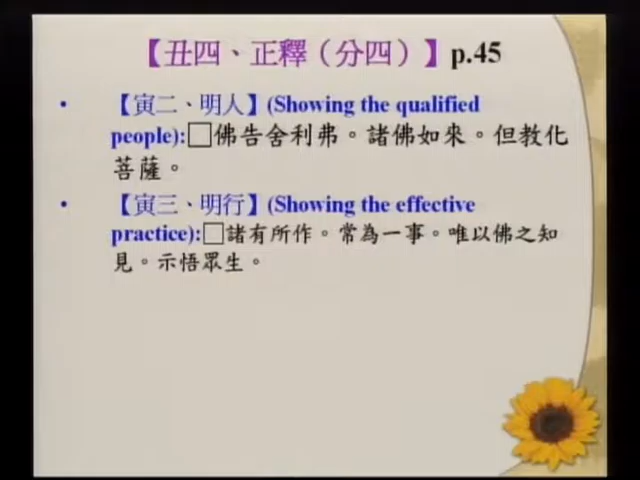 【丑四、正釋（分四）】p.45
• 【寅二、明人】(Showing the qualified
people):□佛告舍利弗。諸佛如來。但教化
菩薩。
• 【寅三、明行】(Showing the effective
practice):□諸有所作。常為一事。唯以佛之知
見。示悟眾生。